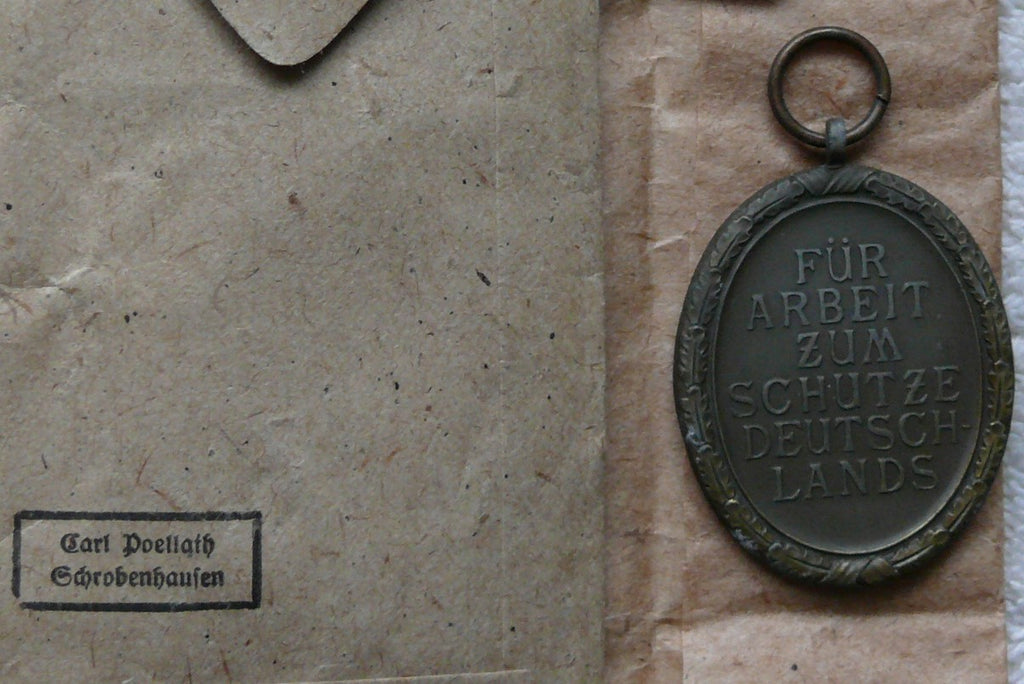 Carl Poellath
Schrobenhausen
FÜR
ARBEIT
ZUM
SCHUTZE
DEUTSCH-
LANDS